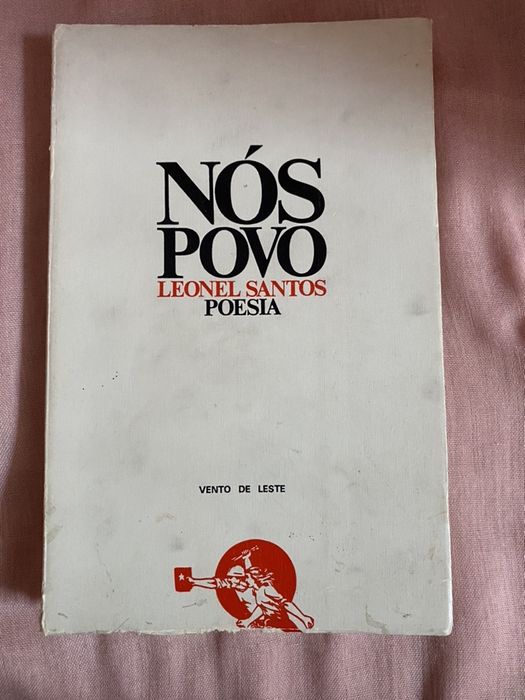 NÓS
POVO
LEONEL SANTOS
POESIA
VENTO DE LESTE